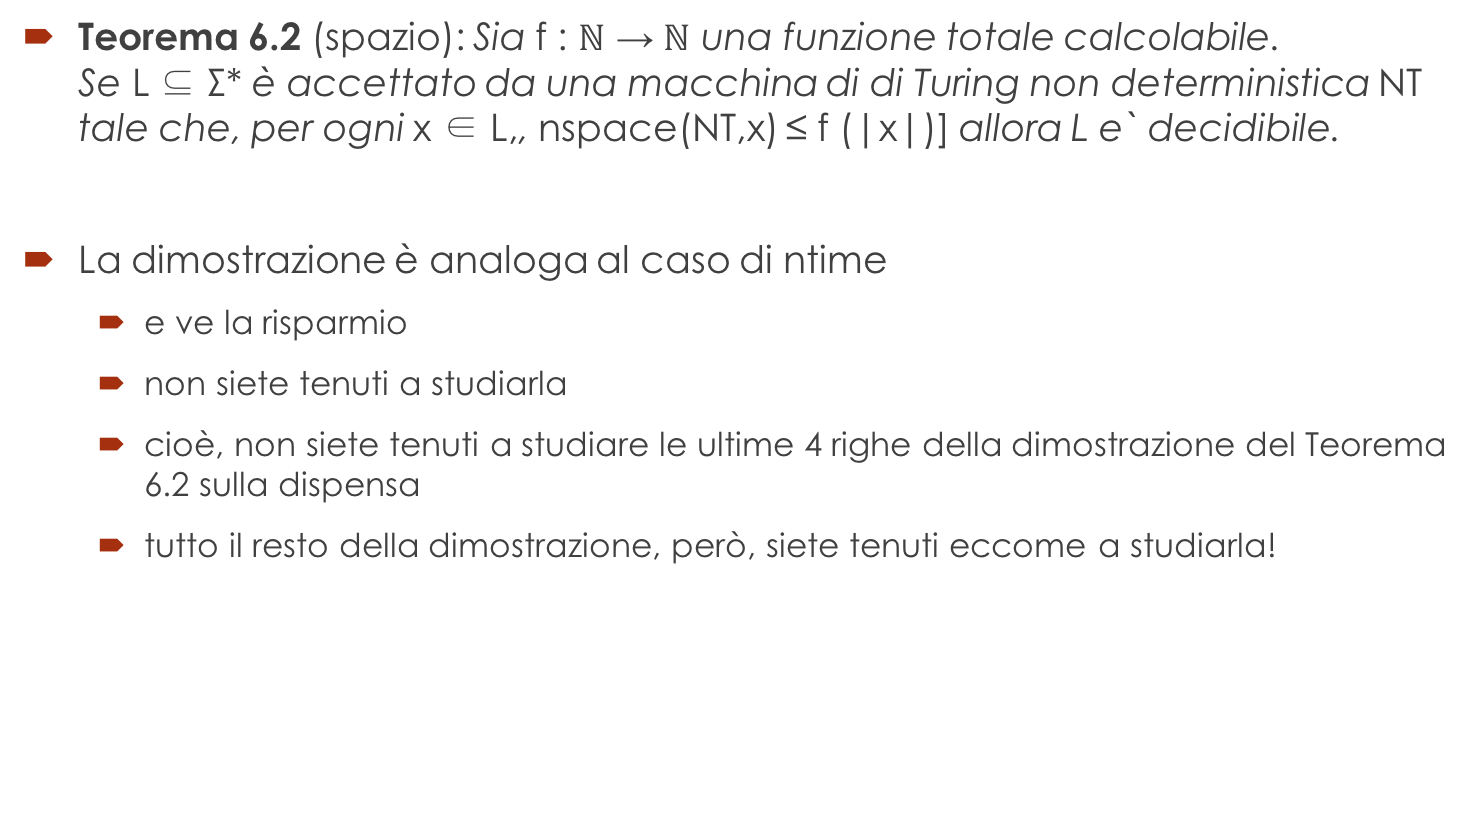 Teorema 6.2 (spazio): Sia f : ℕ → ℕ una funzione totale calcolabile.
Se L ⊆ Σ* è accettato da una macchina di di Turing non deterministica NT
tale che, per ogni x ∈ L,, nspace(NT,x) ≤ f (|x|)] allora L e` decidibile.
La dimostrazione è analoga al caso di ntime
e ve la risparmio
non siete tenuti a studiarla
cioè, non siete tenuti a studiare le ultime 4 righe della dimostrazione del Teorema
6.2 sulla dispensa
tutto il resto della dimostrazione, però, siete tenuti eccome a studiarla!